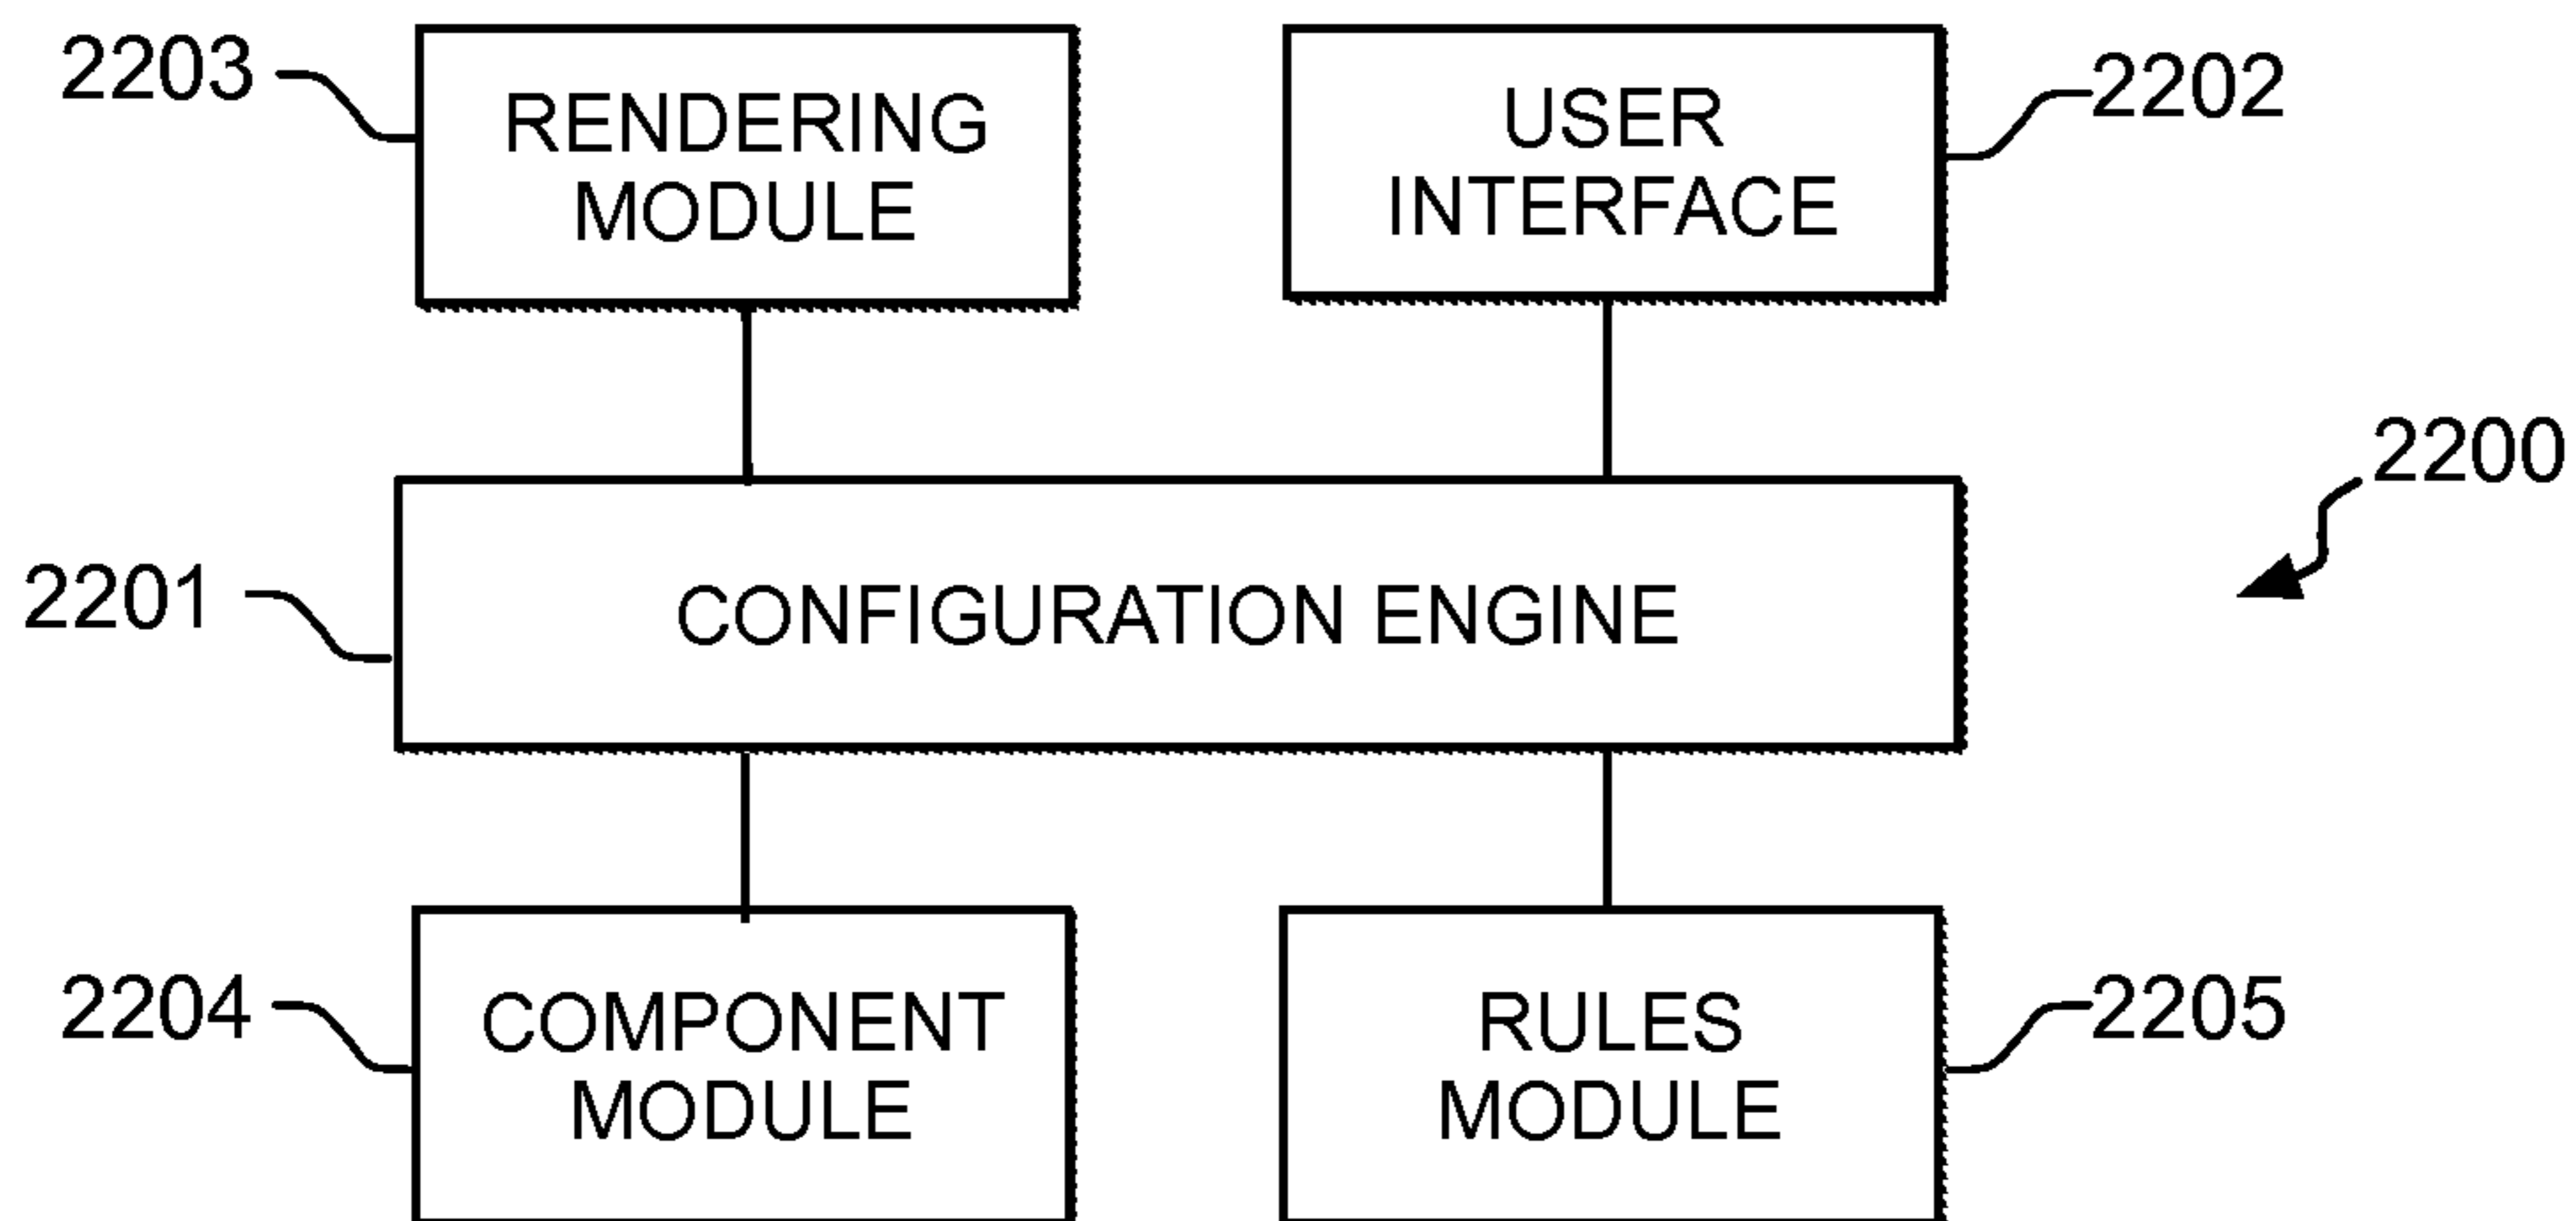 2203
RENDERING
MODULE
USER
INTERFACE
2202
2200
2201
CONFIGURATION ENGINE
2204
COMPONENT
MODULE
RULES
MODULE
2205